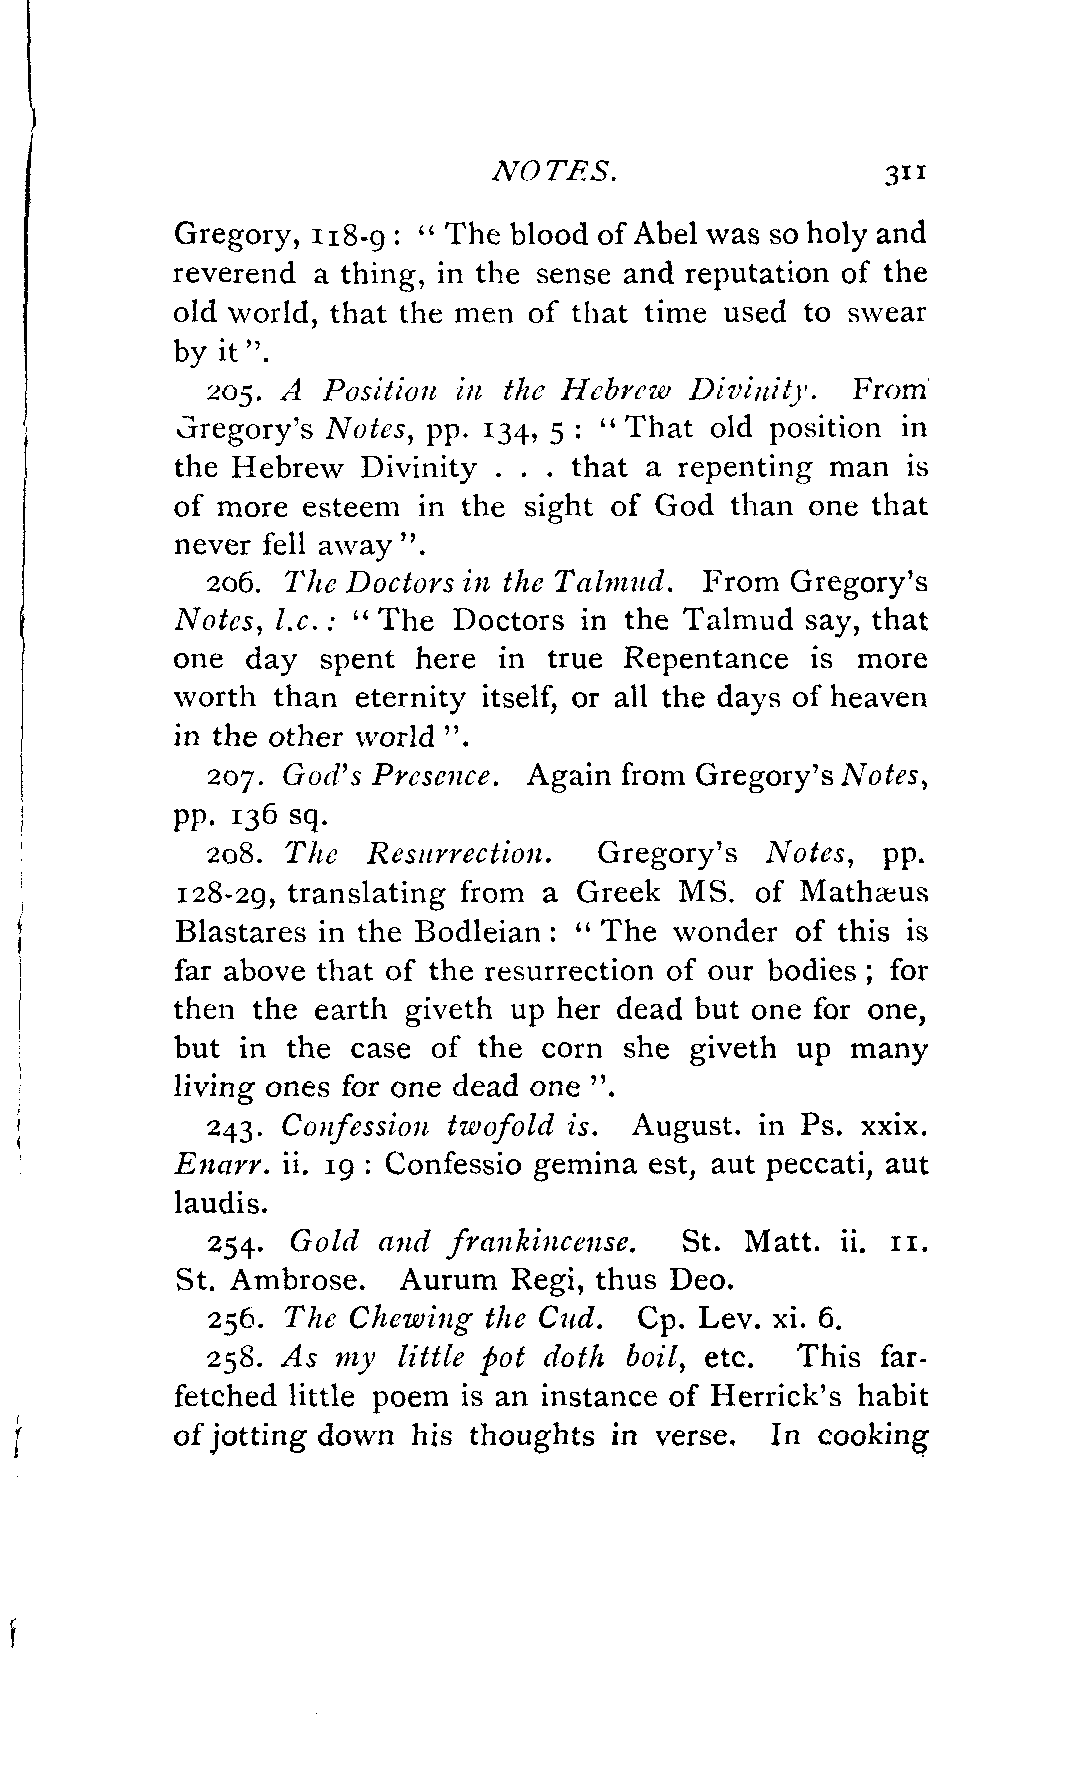 NOTES. 311
Gregory, 118-9 : “ The blood of Abel was so holy and
reverend a thing, in the sense and reputation of the
old world, that the men of that time used to swear
by it ”.
205. A Position in the Hebrew Divinity. From
Gregory's Notes, pp. 134, 5 : “ That old position in
the Hebrew Divinity . . . that a repenting man is
of more esteem in the sight of God than one that
never fell away ”.
206. The Doctors in the Talmud. From Gregory's
Notes, l.c. : “ The Doctors in the Talmud say, that
one day spent here in true Repentance is more
worth than eternity itself, or all the days of heaven
in the other world ”.
207. God's Presence. Again from Gregory's Notes,
pp. 136 sq.
208. The Resurrection. Gregory's Notes, pp.
128-29, translating from a Greek MS. of Mathæus
Blastares in the Bodleian : “ The wonder of this is
far above that of the resurrection of our bodies ; for
then the earth giveth up her dead but one for one,
but in the case of the corn she giveth up many
living ones for one dead one ”.
243. Confession twofold is. August. in Ps. xxix.
Enarr. ii. 19 : Confessio gemina est, aut peccati, aut
laudis.
254. Gold and frankincense. St. Matt. ii. 11.
St. Ambrose. Aurum Regi, thus Deo.
256. The Chewing the Cud. Cp. Lev. xi. 6.
258. As my little pot doth boil, etc. This far-
fetched little poem is an instance of Herrick's habit
of jotting down his thoughts in verse. In cooking